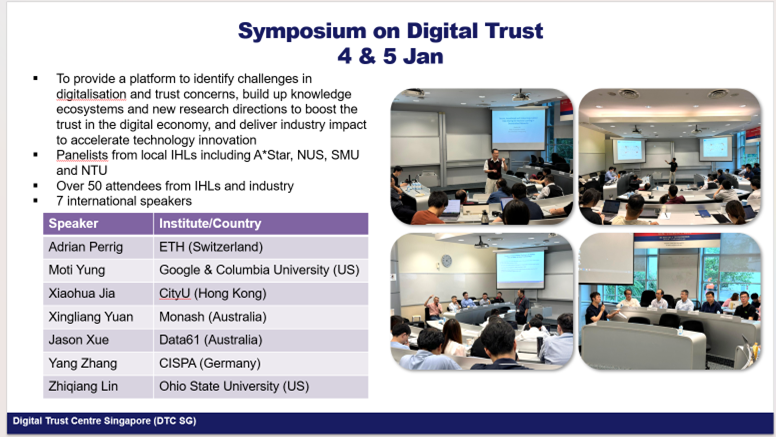 Symposium on Digital Trust
4 & 5 Jan
▪ To provide a platform to identify challenges in
digitalisation and trust concerns, build up knowledge
ecosystems and new research directions to boost the
trust in the digital economy, and deliver industry impact
to accelerate technology innovation
▪ Panelists from local IHLs including A*Star, NUS, SMU
and NTU
▪ Over 50 attendees from IHLs and industry
▪ 7 international speakers
Speaker Institute/Country
Adrian Perrig ETH (Switzerland)
Moti Yung Google & Columbia University (US)
Xiaohua Jia CityU (Hong Kong)
Xingliang Yuan Monash (Australia)
Jason Xue Data61 (Australia)
Yang Zhang CISPA (Germany)
Zhiqiang Lin Ohio State University (US)
Digital Trust Centre Singapore (DTC SG)